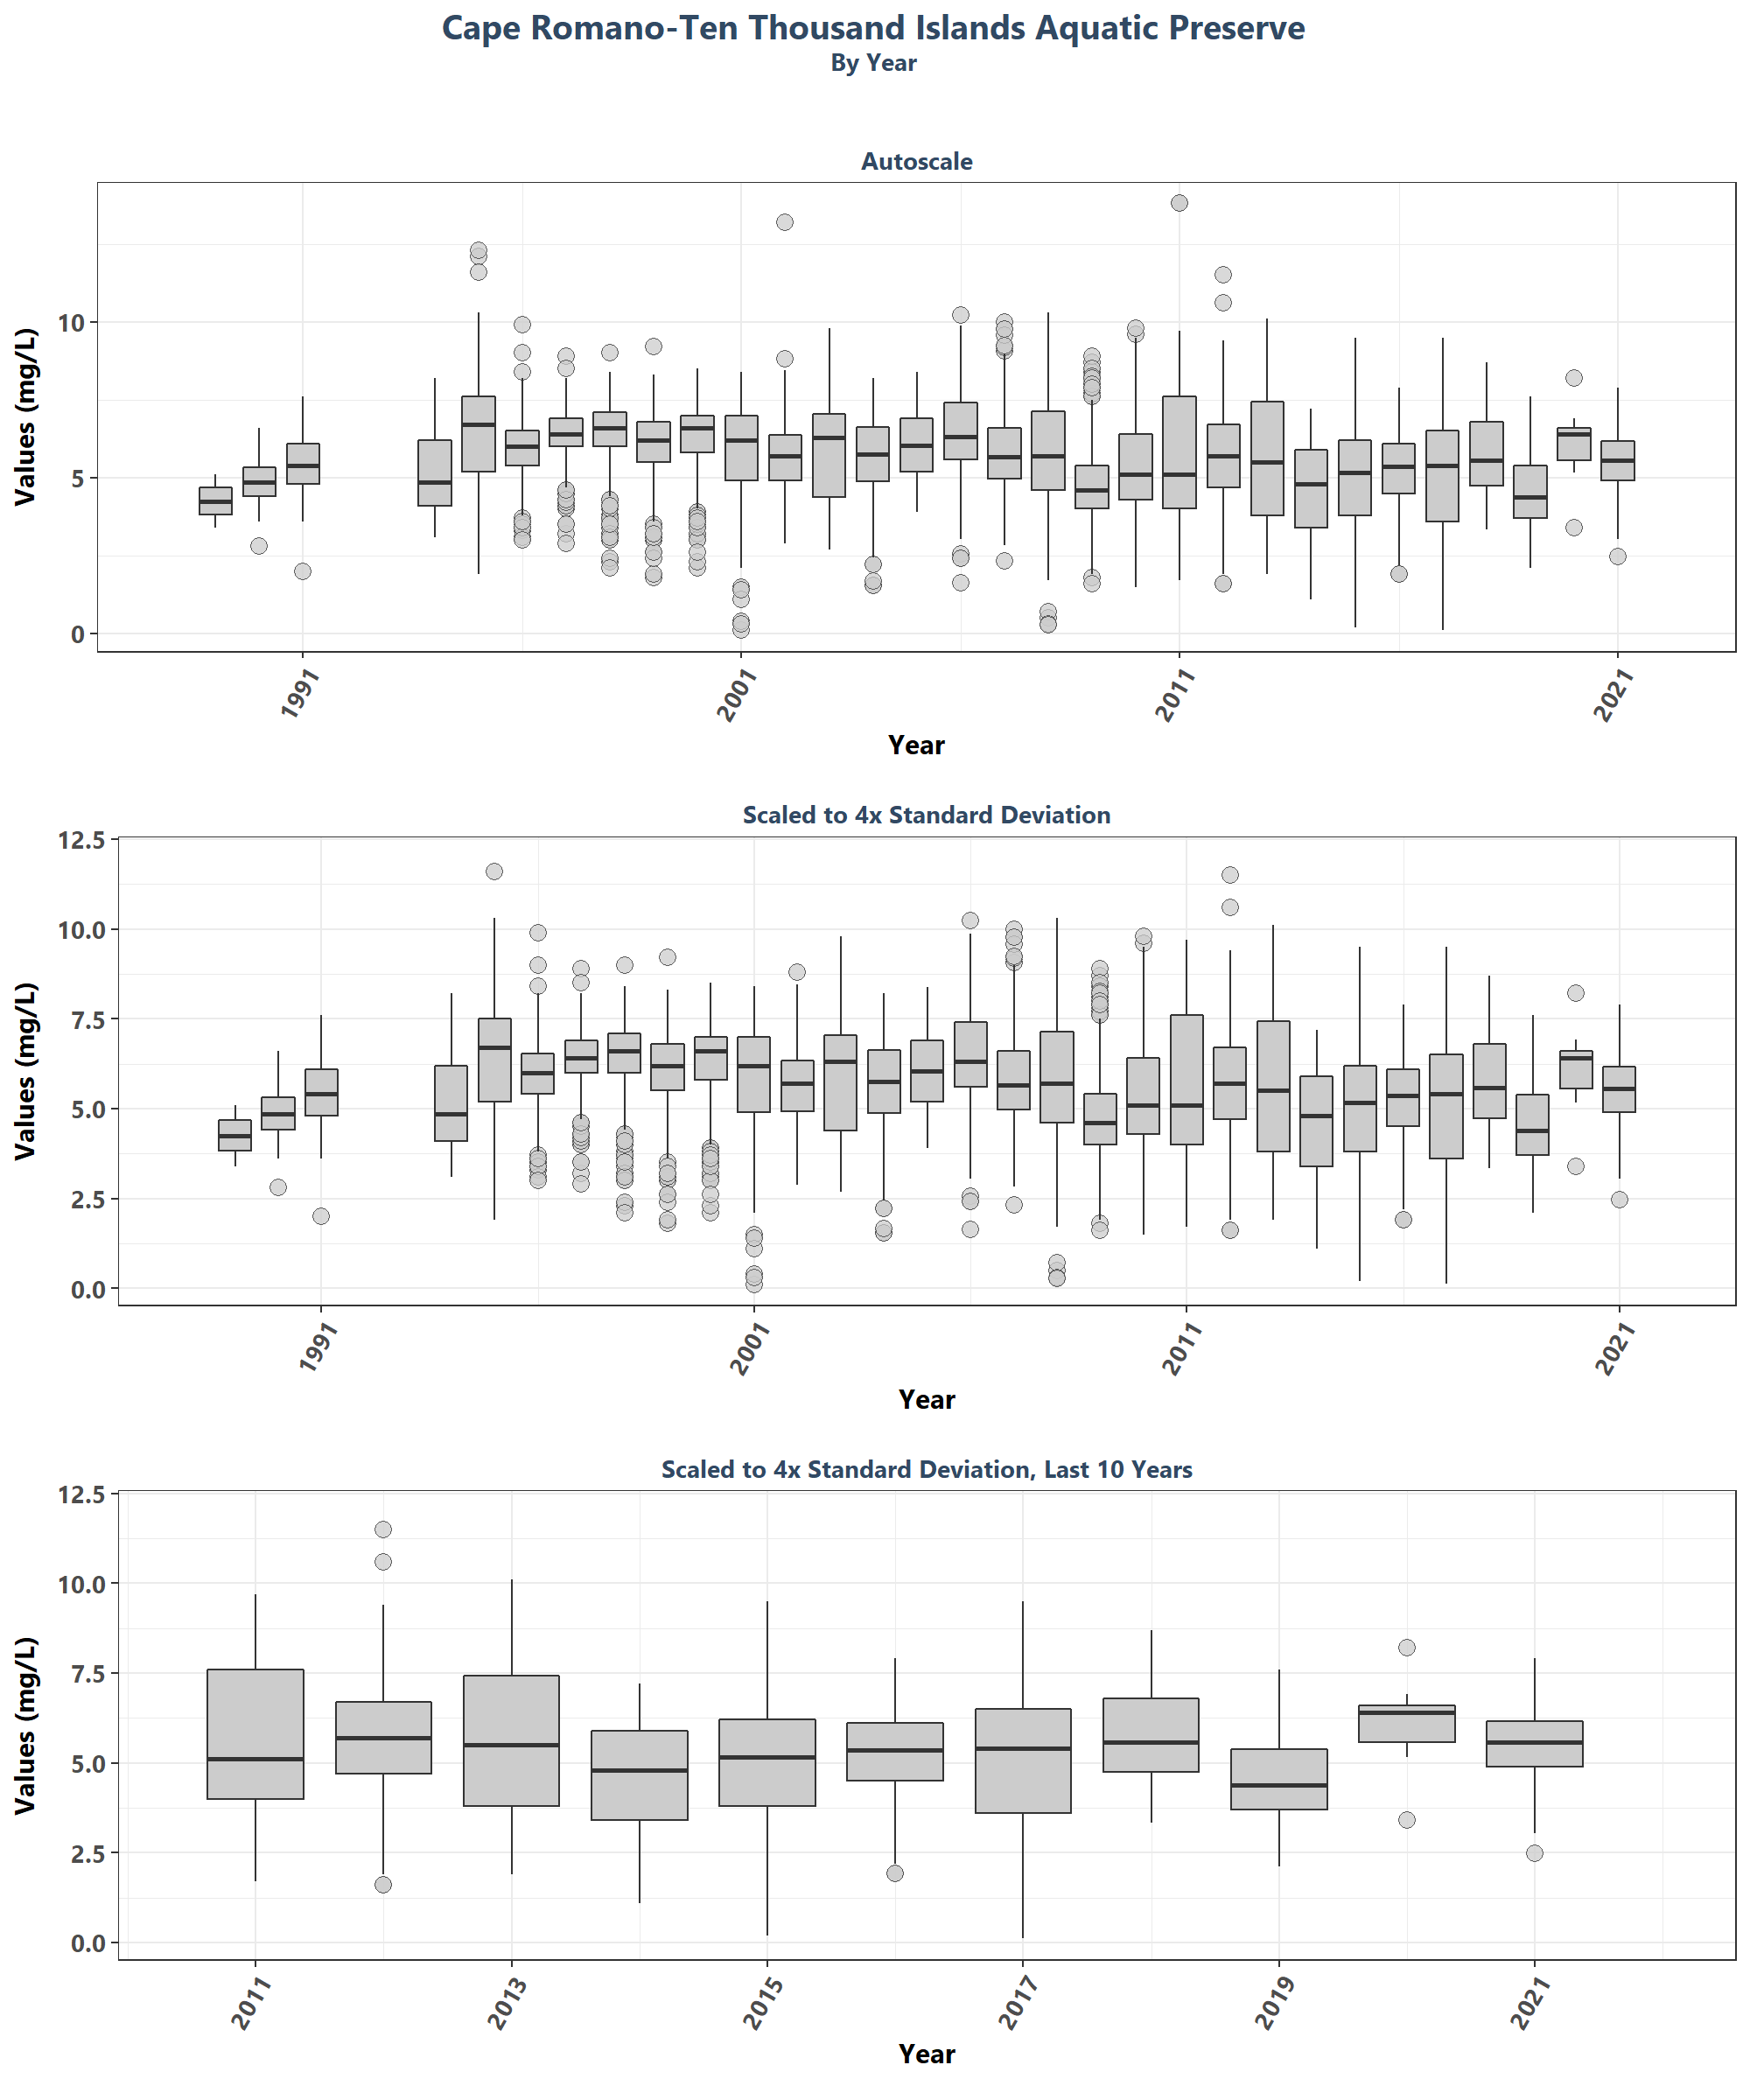 Cape Romano-Ten Thousand Islands Aquatic Preserve
By Year
Autoscale
Values (mg/L)
10
5
0
1991
2001
2011
2021
Year
Scaled to 4x Standard Deviation
Values (mg/L)
12.5
10.0
7.5
5.0
2.5
0.0
1991
2001
2011
2021
Year
Scaled to 4x Standard Deviation, Last 10 Years
Values (mg/L)
12.5
10.0
7.5
5.0
2.5
0.0
2011
2013
2015
2017
2019
2021
Year